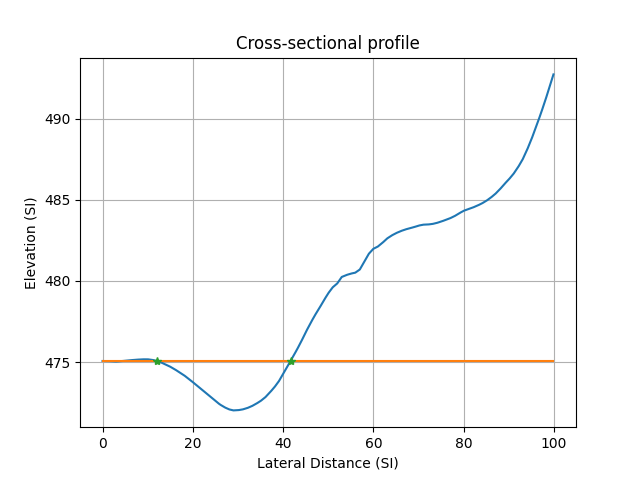 Cross-sectional profile
490
485
480
475
Elevation (SI)
0 20 40 60 80 100
Lateral Distance (SI)